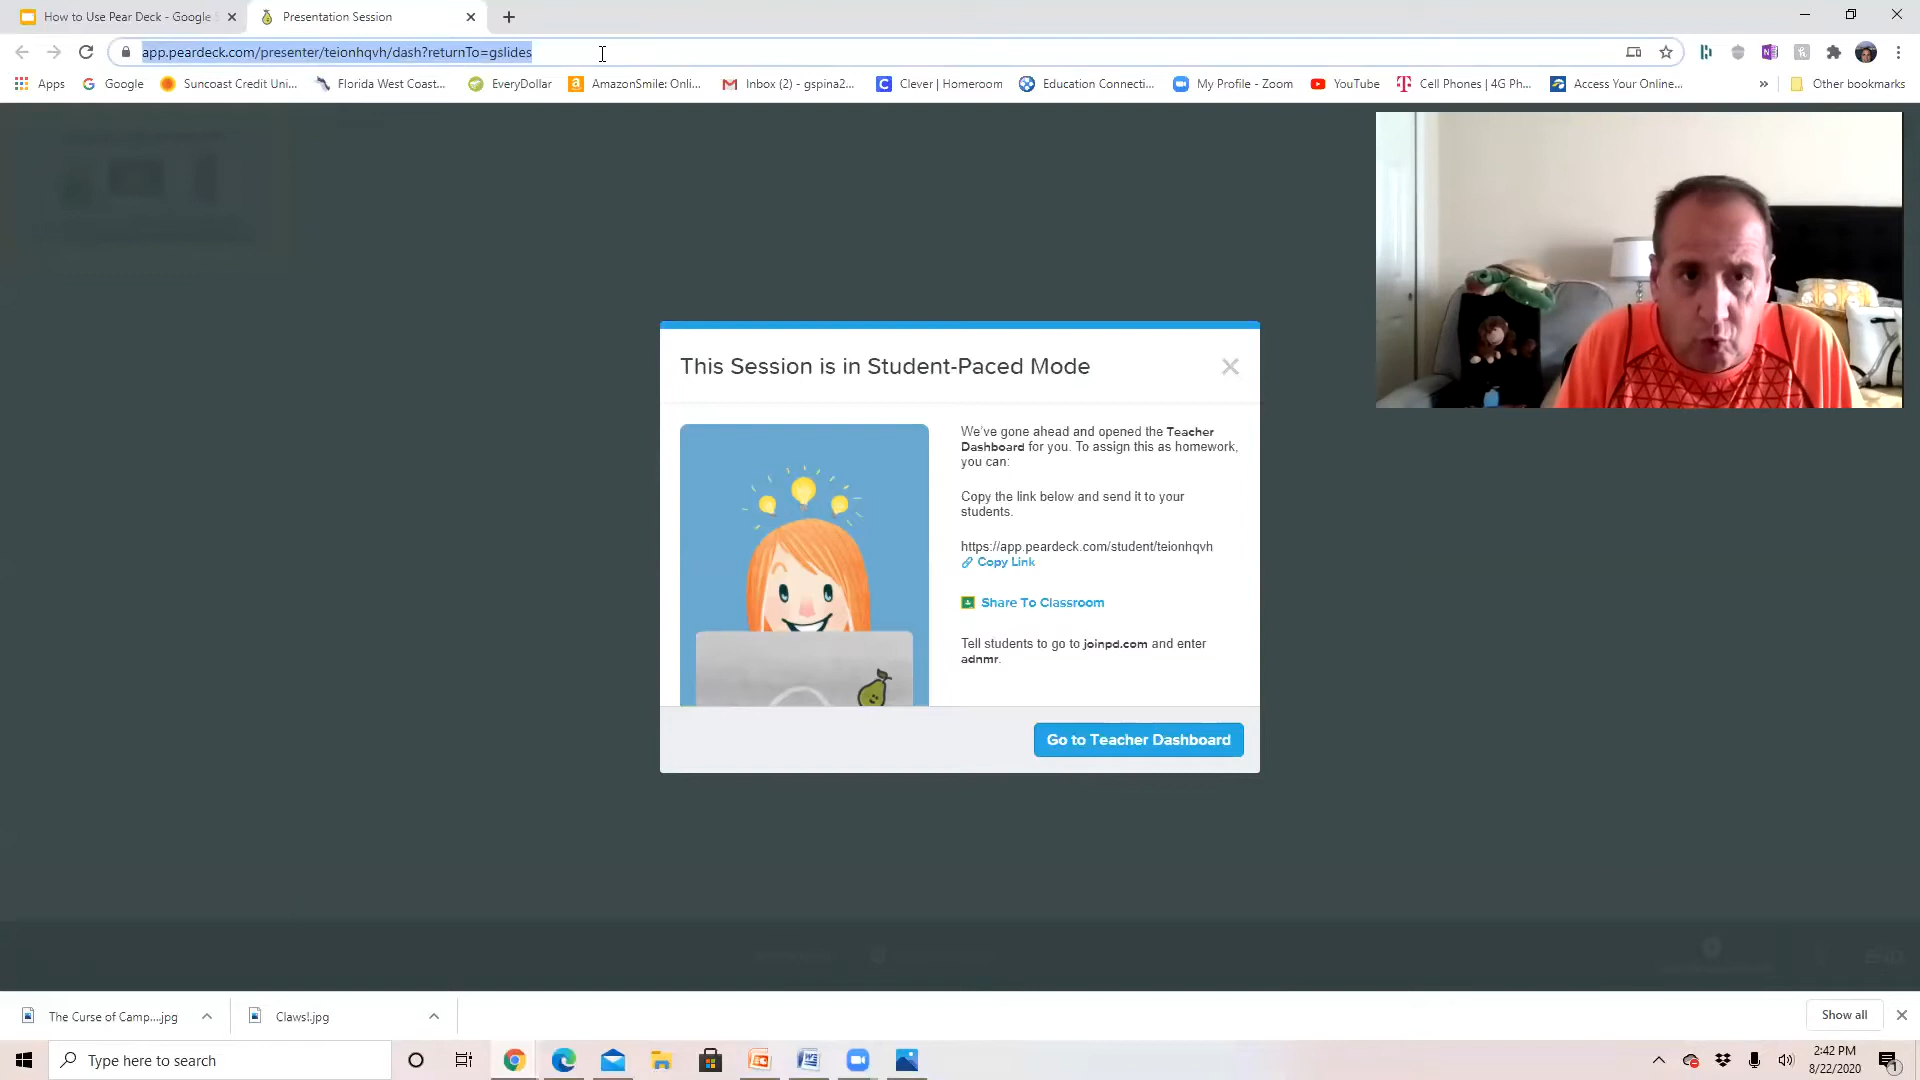 How to Use Pear Deck - Google
Presentation Session
app.peardeck.com/presenter/teionhqvh/dash?returnTo=gslides
Apps
Google
Suncoast Credit Uni...
Florida West Coast...
EveryDollar
AmazonSmile: Onli...
Inbox (2) - gspina2...
Clever | Homeroom
Education Connecti...
My Profile - Zoom
YouTube
Cell Phones | 4G Ph...
Access Your Online...
»
Other bookmarks
This Session is in Student-Paced Mode
We've gone ahead and opened the Teacher
Dashboard for you. To assign this as homework,
you can:
Copy the link below and send it to your
students.
https://app.peardeck.com/student/teionhqvh
Copy Link
Share To Classroom
Tell students to go to joinpd.com and enter
adnmr.
Go to Teacher Dashboard
The Curse of Camp....jpg
Claws!.jpg
Show all
Type here to search
2:42 PM
8/22/2020